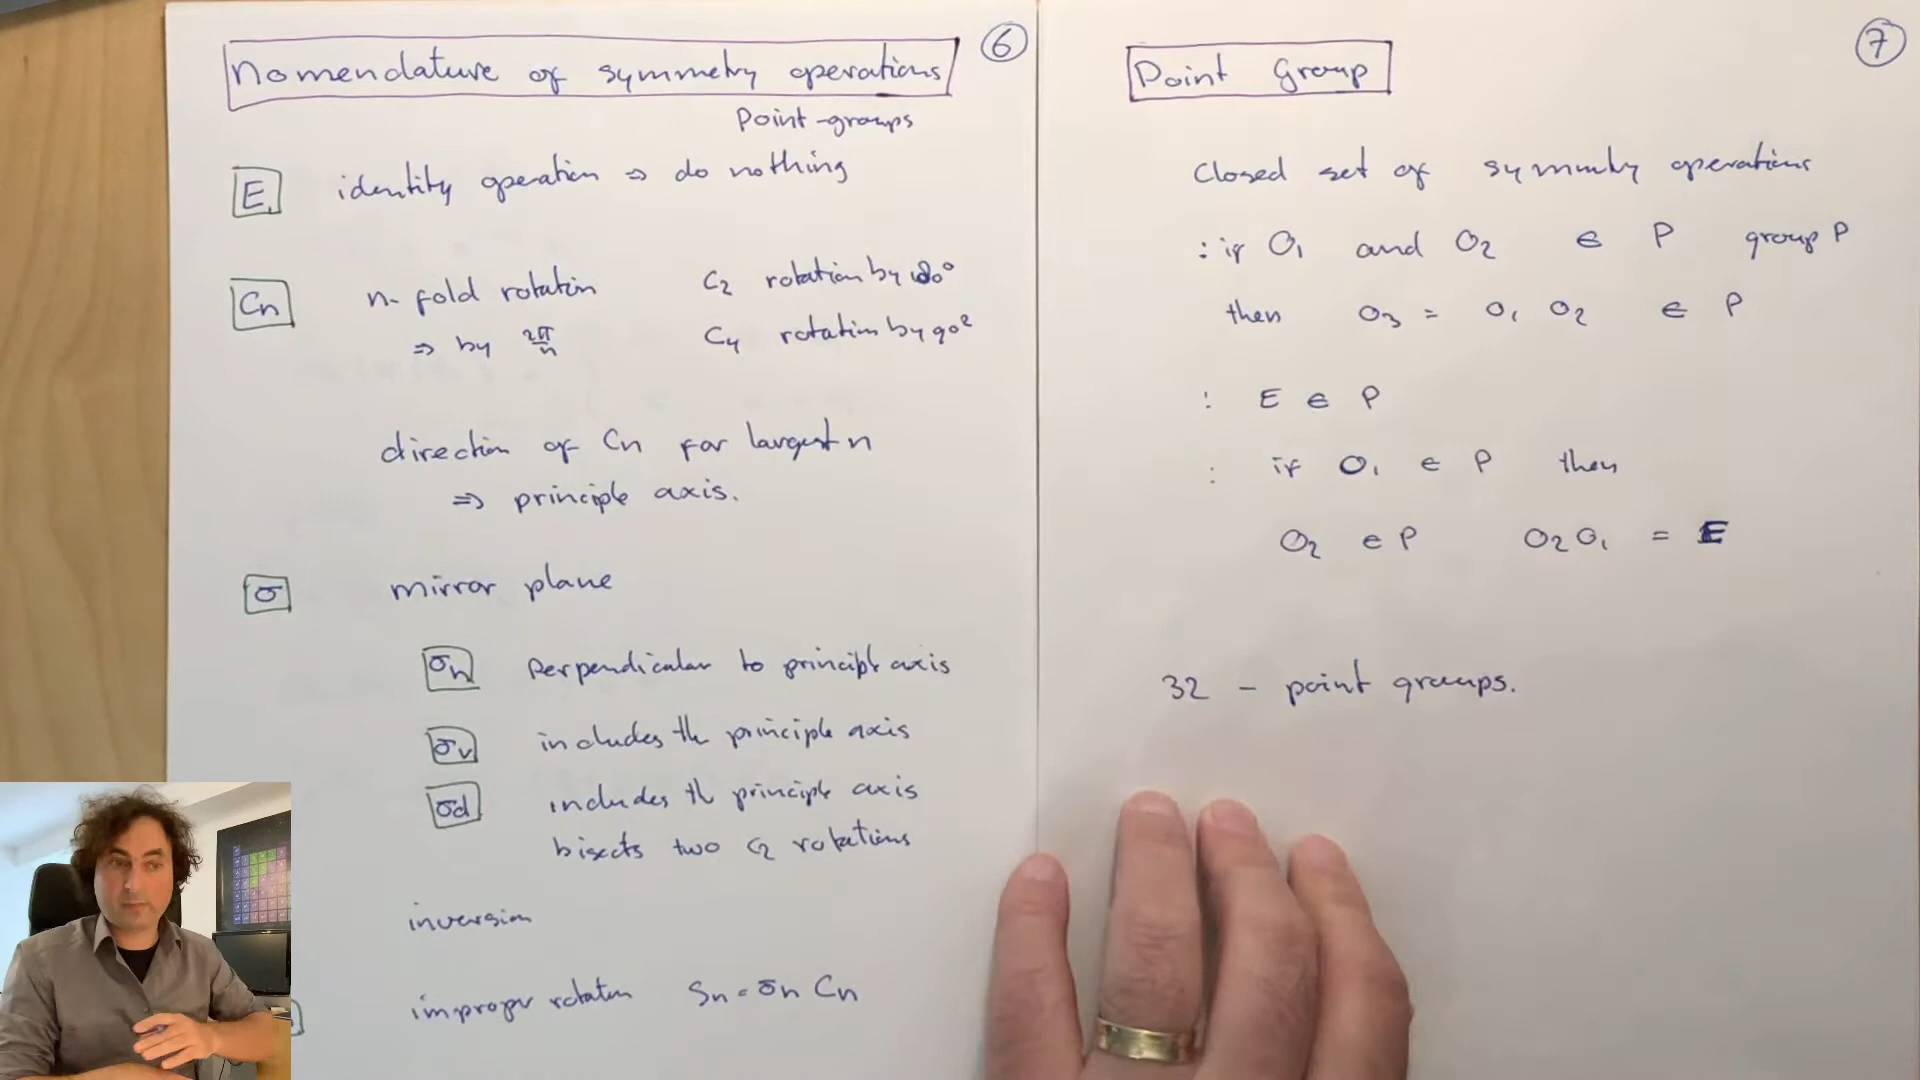 Nomenclature of symmetry operations
6
Point-groups
E identity operation ⇒ do nothing
Cn n-fold rotation C2 rotation by 180°
⇒ by 2π/n C4 rotation by 90°
direction of Cn for largest n
⇒ principle axis.
σ mirror plane
σh Perpendicular to principle axis
σv includes the principle axis
σd includes the principle axis
bisects two C2 rotations
inversion
improper rotation Sn = σh Cn
Point Group
7
Closed set of symmetry operations
: if O1 and O2 ∈ P group P
then O3 = O1 O2 ∈ P
: E ∈ P
: if O1 ∈ P then
O2 ∈ P O2 O1 = E
32 - point groups.